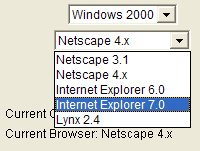 Windows 2000
Netscape 4.x
Netscape 3.1
Netscape 4.x
Internet Explorer 6.0
Internet Explorer 7.0
Lynx 2.4
Current
Current Browser: Netscape 4.x